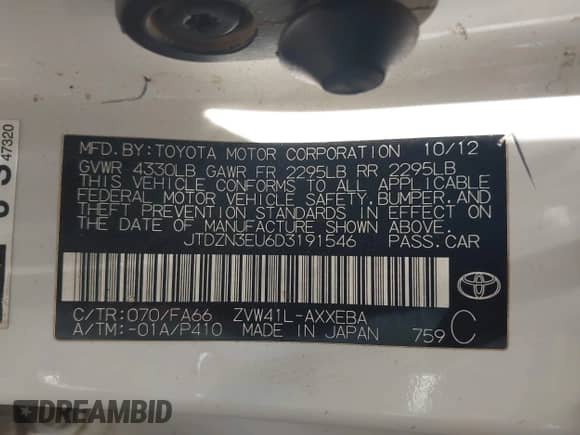 47320
MFD. BY: TOYOTA MOTOR CORPORATION 10/12
GVWR 4330LB GAWR FR 2295LB RR 2295LB
THIS VEHICLE CONFORMS TO ALL APPLICABLE
FEDERAL MOTOR VEHICLE SAFETY, BUMPER, AND
THEFT PREVENTION STANDARDS IN EFFECT ON
THE DATE OF MANUFACTURE SHOWN ABOVE.
JTDZN3EU6D3191546 PASS. CAR
C/TR: 070/FA66 ZVW41L-AXXEBA
A/TM: -01A/P410 MADE IN JAPAN 759 C
TOYOTA
DREAMBID